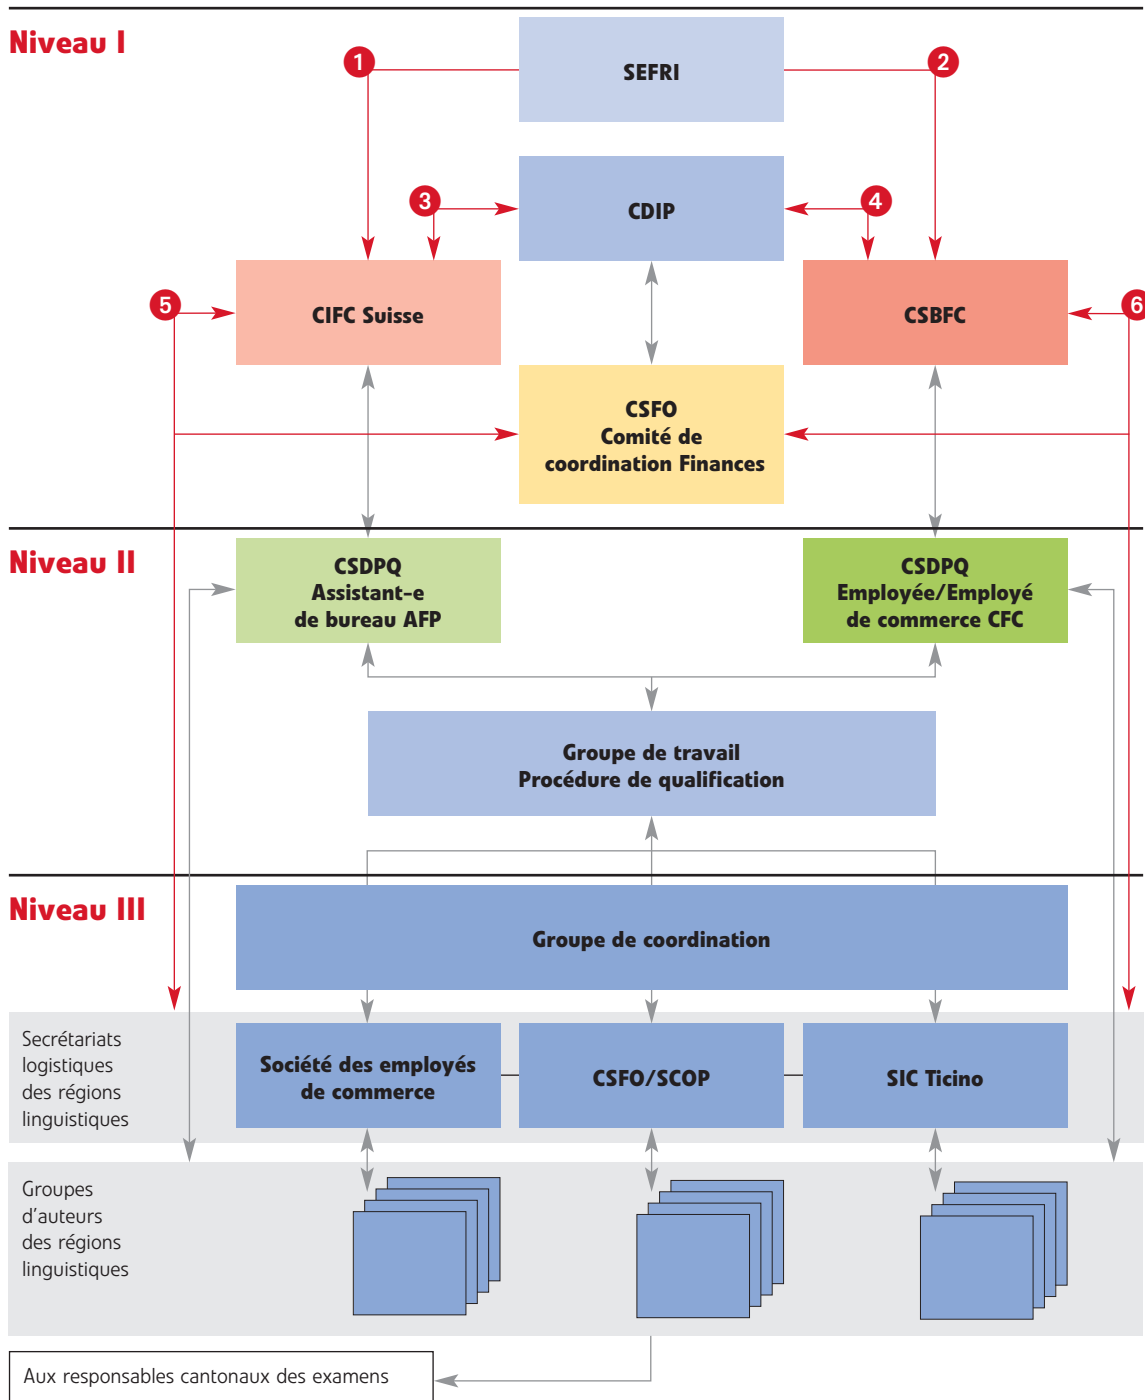 Niveau I
1
SEFRI
2
3
CDIP
4
5
CIFC Suisse
CSBFC
6
CSFO
Comité de
coordination Finances
Niveau II
CSDPQ
Assistant-e
de bureau AFP
CSDPQ
Employée/Employé
de commerce CFC
Groupe de travail
Procédure de qualification
Niveau III
Groupe de coordination
Secrétariats
logistiques
des régions
linguistiques
Société des employés
de commerce
CSFO/SCOP
SIC Ticino
Groupes
d'auteurs
des régions
linguistiques
Aux responsables cantonaux des examens